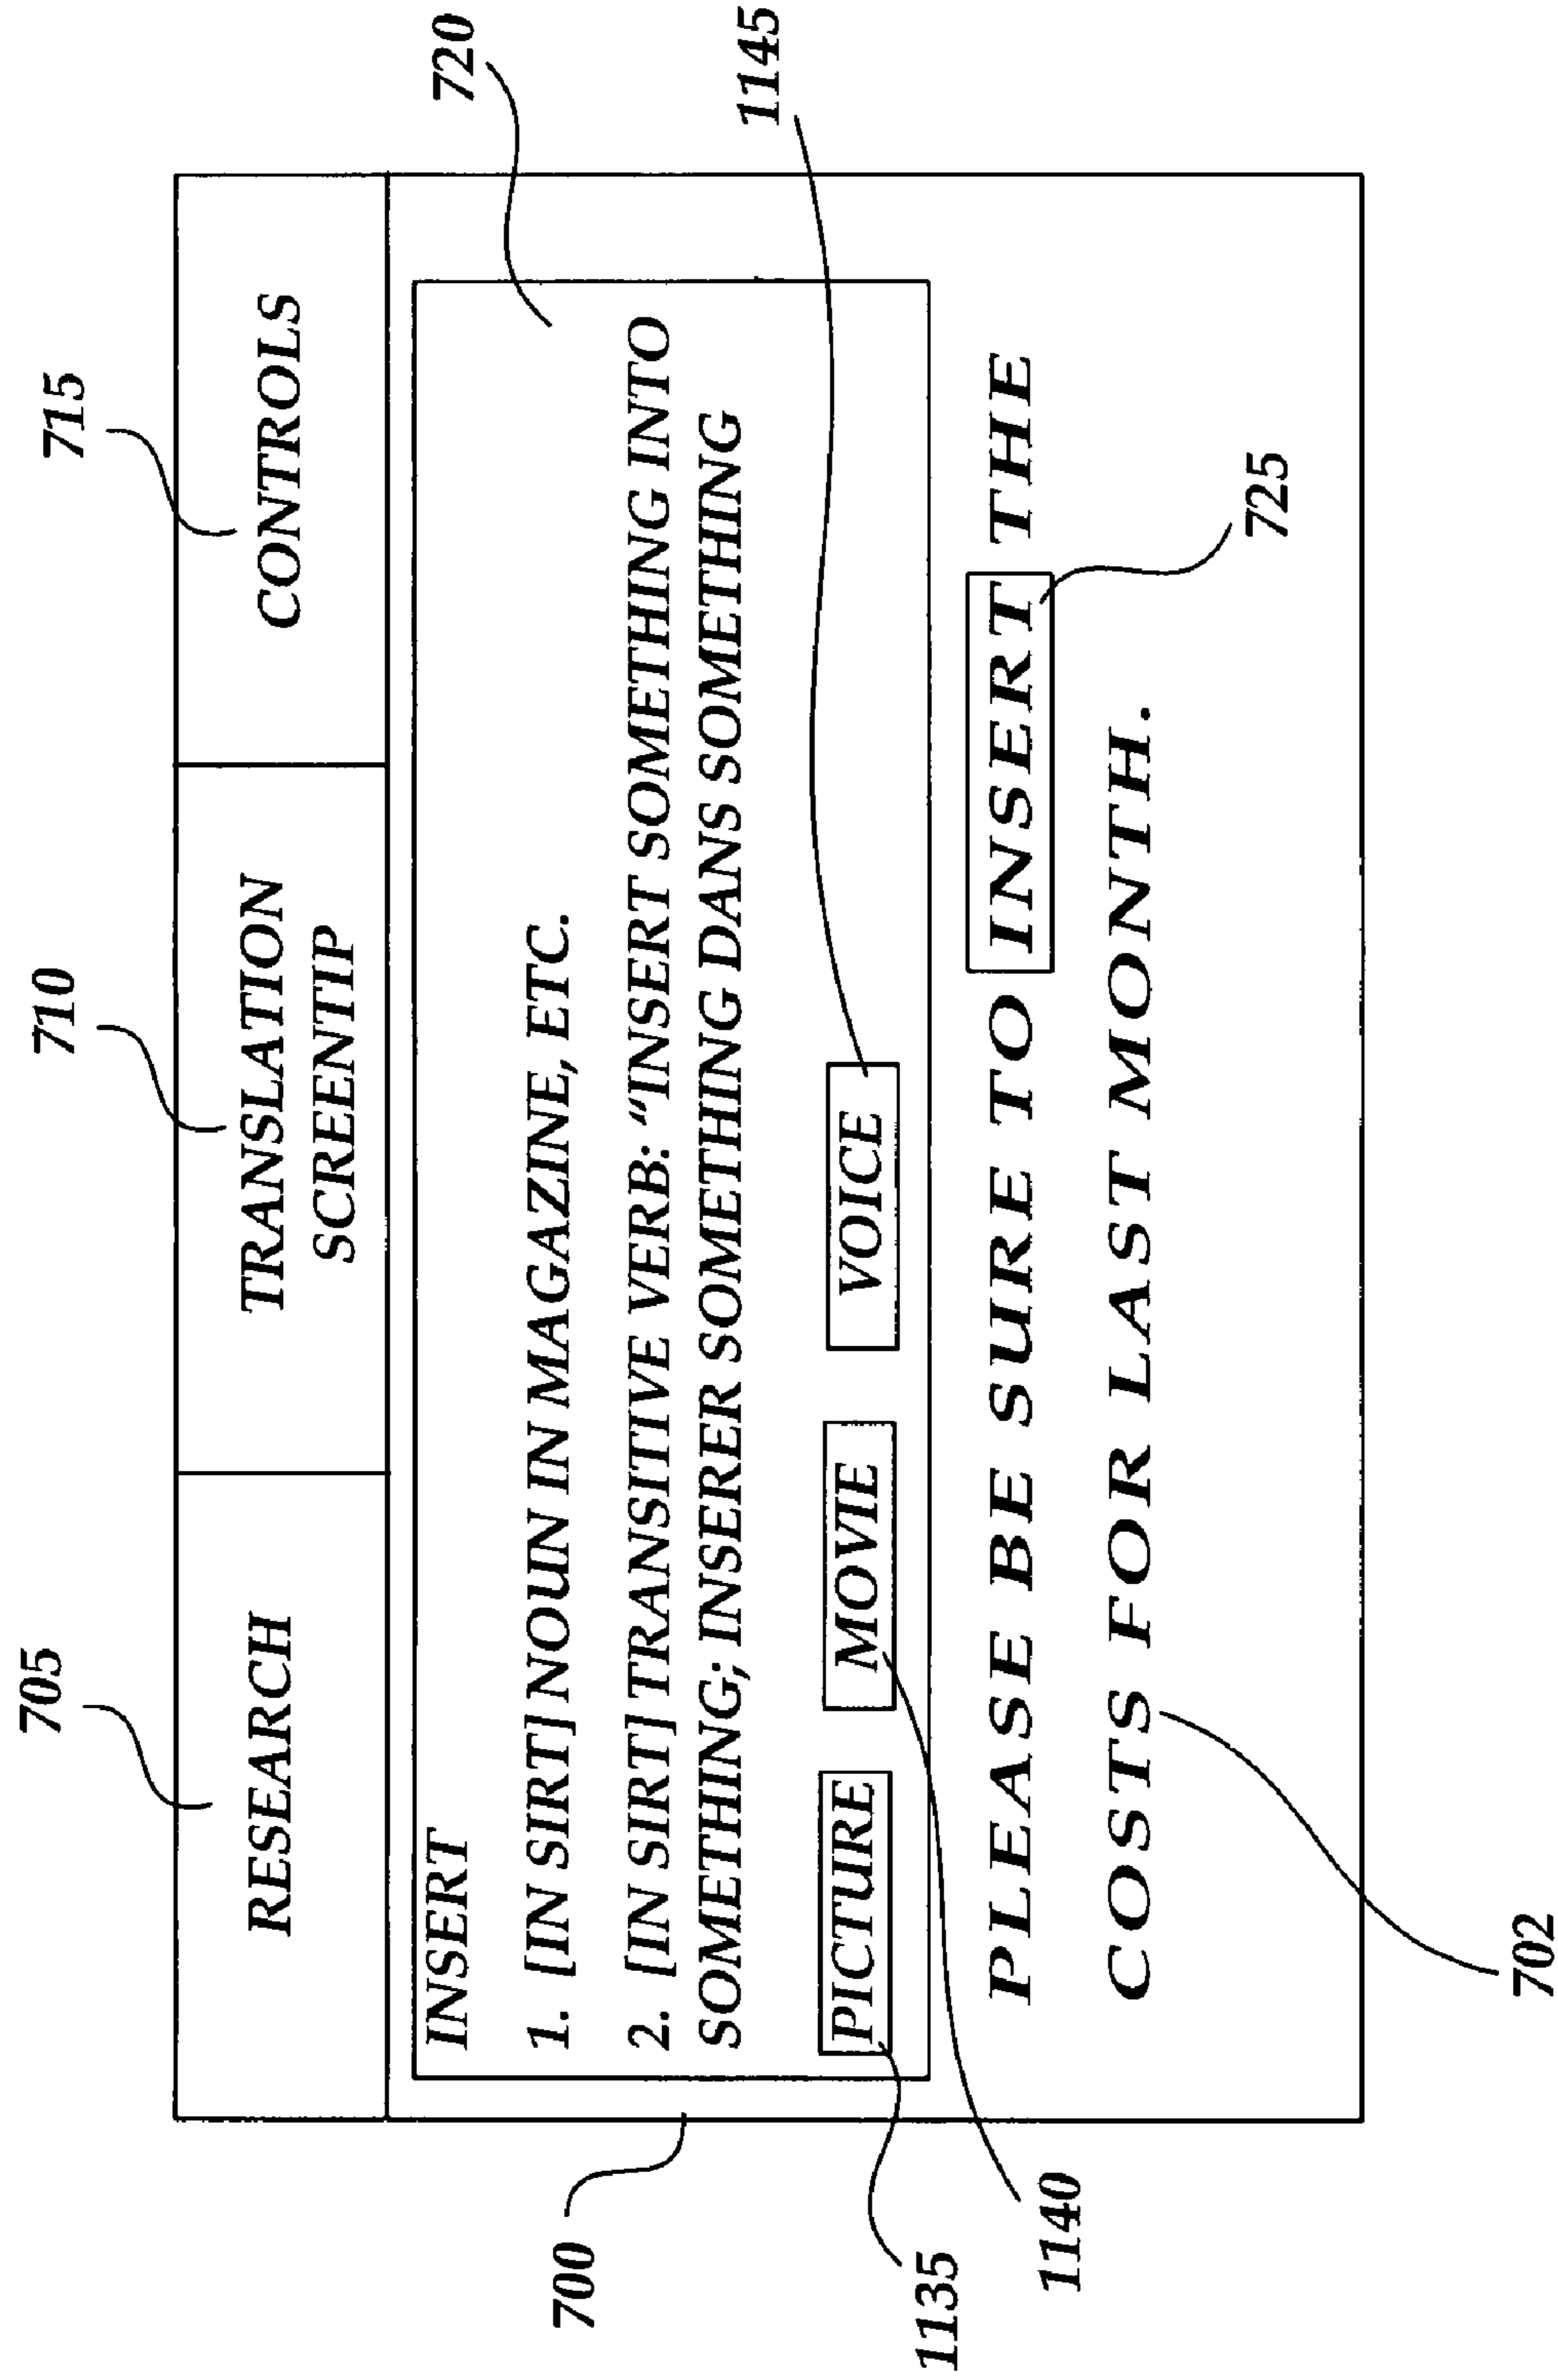 705
710
715
RESEARCH
TRANSLATION
SCREENTIP
CONTROLS
720
INSERT
1. [IN SIRT] NOUN IN MAGAZINE, ETC.
2. [IN SIRT] TRANSITIVE VERB: “INSERT SOMETHING INTO
SOMETHING; INSERER SOMETHING DANS SOMETHING
PICTURE
MOVIE
VOICE
1145
700
PLEASE BE SURE TO INSERT THE
COSTS FOR LAST MONTH.
1135
1140
725
702